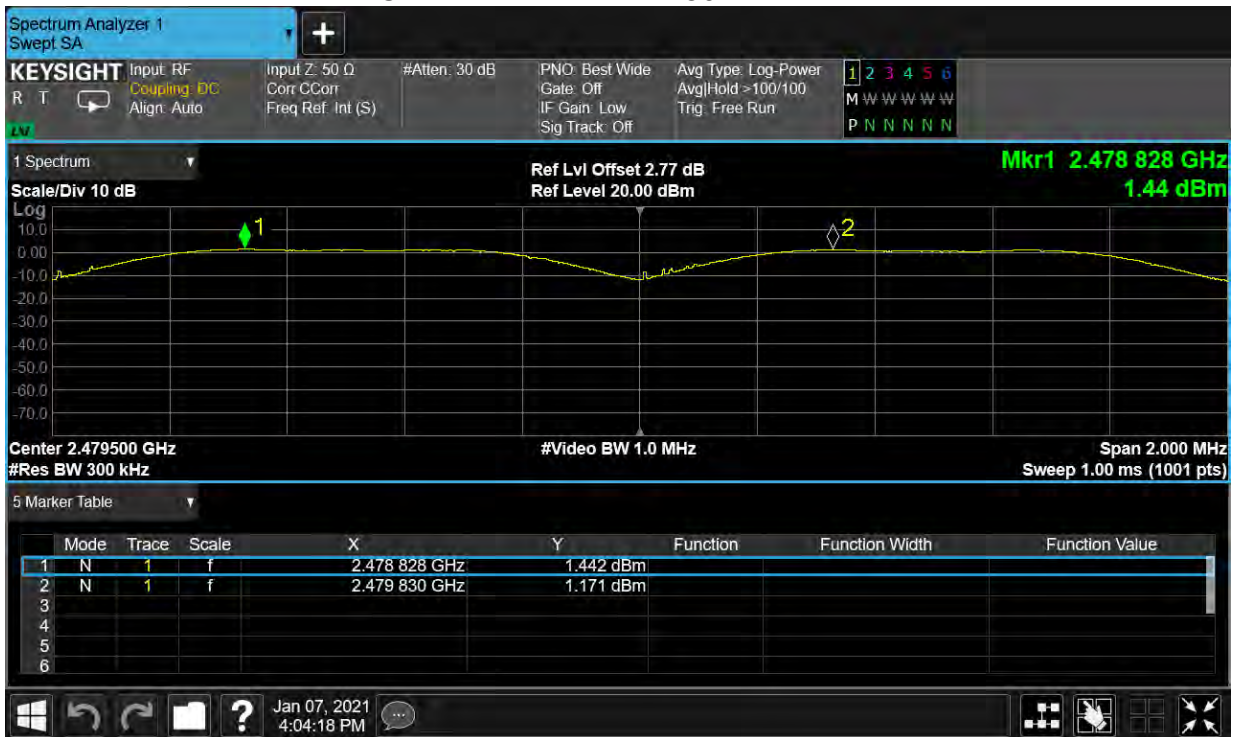 Spectrum Analyzer 1
Swept SA
+
KEYSIGHT Input: RF Input Z: 50 Ω #Atten: 30 dB PNO: Best Wide Avg Type: Log-Power 1 2 3 4 5 6
R T Coupling: DC Corr CCorr Gate: Off Avg|Hold >100/100 M W W W W W W
Align: Auto Freq Ref: Int (S) IF Gain: Low Trig: Free Run
Sig Track: Off P N N N N N N
1 Spectrum
Ref Lvl Offset 2.77 dB Mkr1 2.478 828 GHz
Scale/Div 10 dB Ref Level 20.00 dBm 1.44 dBm
Log
10.0
1
2
0.00
-10.0
-20.0
-30.0
-40.0
-50.0
-60.0
-70.0
Center 2.479500 GHz #Video BW 1.0 MHz Span 2.000 MHz
#Res BW 300 kHz Sweep 1.00 ms (1001 pts)
5 Marker Table
Mode Trace Scale X Y Function Function Width Function Value
1 N 1 f 2.478 828 GHz 1.442 dBm
2 N 1 f 2.479 830 GHz 1.171 dBm
3
4
5
6
? Jan 07, 2021
4:04:18 PM